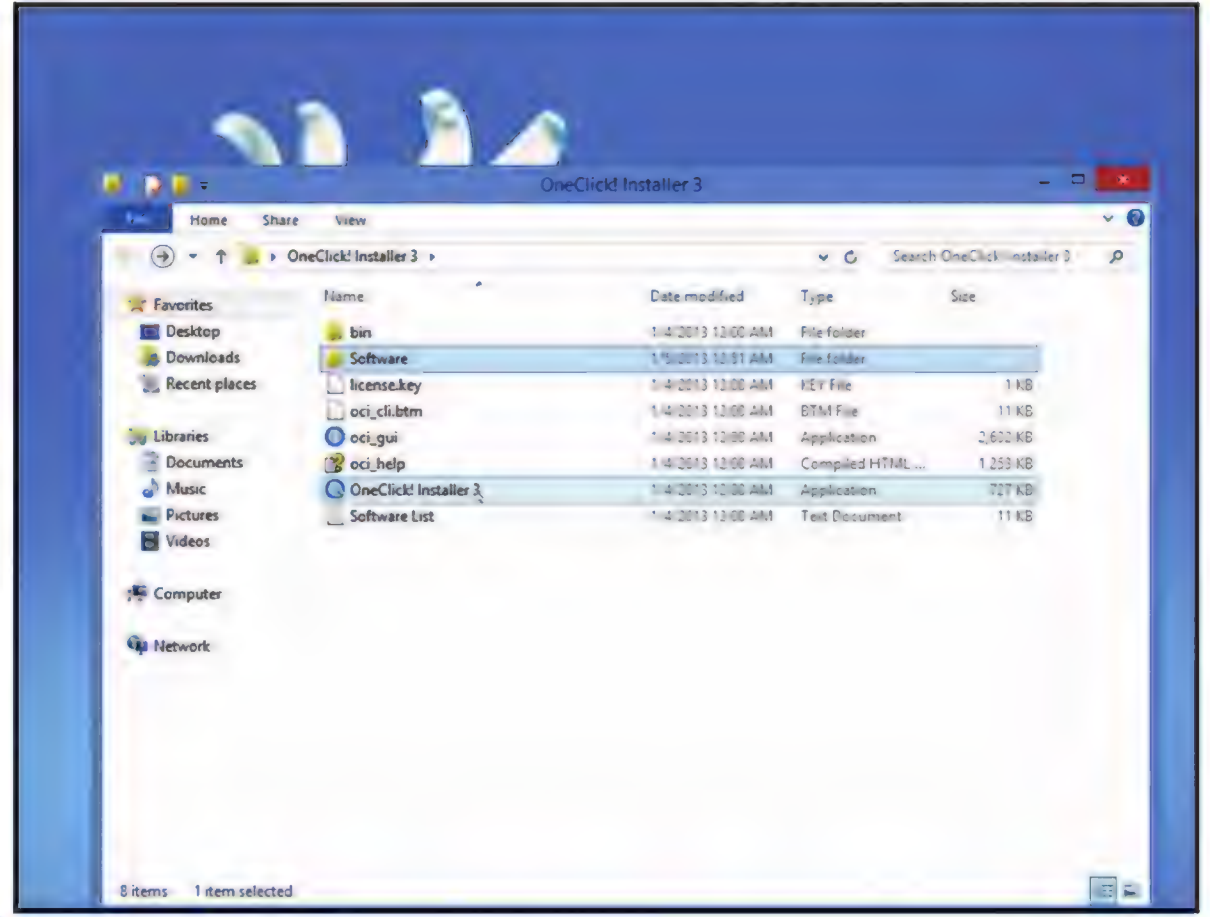 OneClick! Installer 3
File Home Share View
OneClick! Installer 3 Search OneClick! Installer 3
Name Date modified Type Size
Favorites
Desktop bin 1/4/2013 12:00 AM File folder
Downloads Software File folder
Recent places license.key 1/4/2013 12:00 AM KEY File 1 KB
oci_cli.btm 1/4/2013 12:00 AM BTM File 11 KB
Libraries oci_gui 1/4/2013 12:00 AM Application
Documents oci_help 1/4/2013 12:00 AM Compiled HTML ... 1,253 KB
Music OneClick! Installer 3 1/4/2013 12:00 AM Application 727 KB
Pictures Software List 1/4/2013 12:00 AM Text Document 11 KB
Videos
Computer
Network
8 items 1 item selected